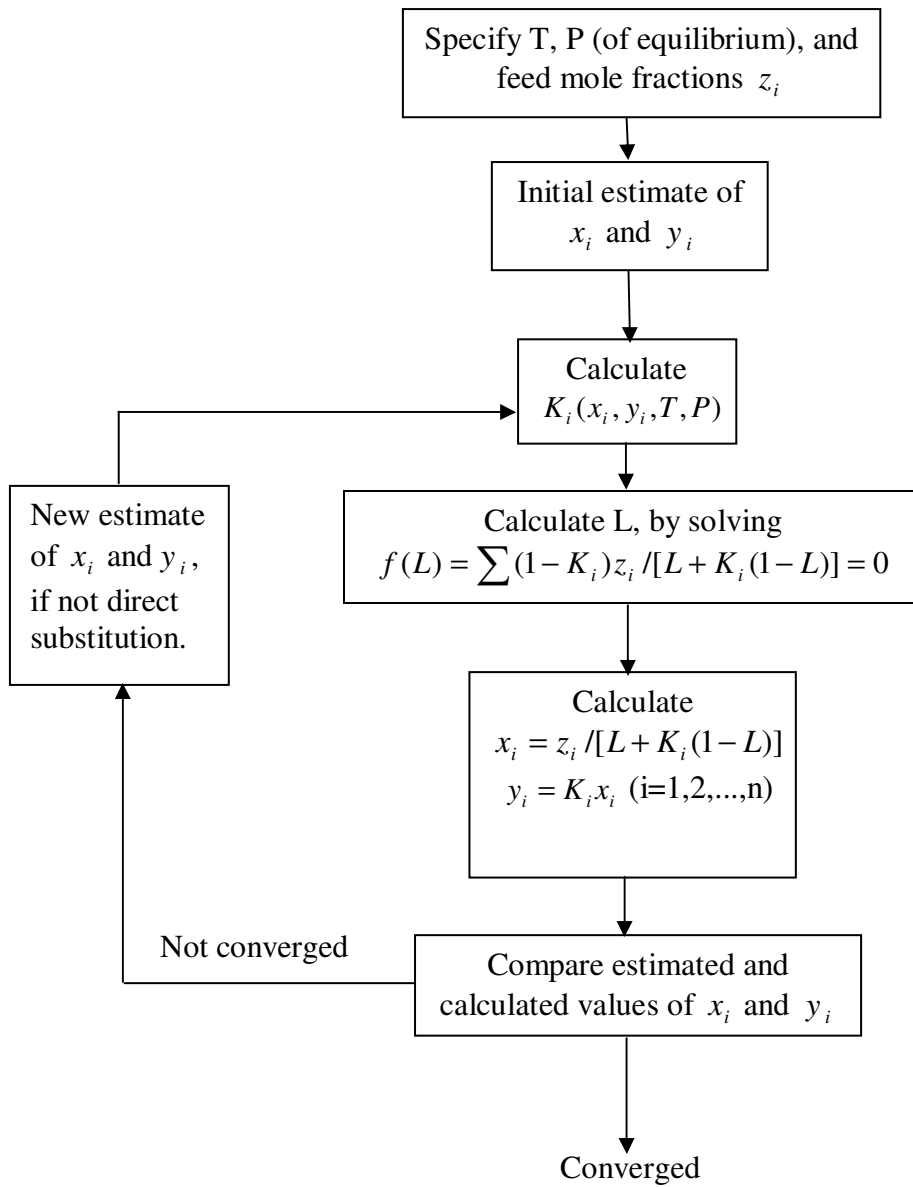 Specify T, P (of equilibrium), and
feed mole fractions z_i
Initial estimate of
x_i and y_i
Calculate
K_i(x_i, y_i, T, P)
Calculate L, by solving
f(L) = ∑(1−K_i)z_i /[L + K_i(1−L)] = 0
New estimate
of x_i and y_i,
if not direct
substitution.
Calculate
x_i = z_i /[L + K_i(1−L)]
y_i = K_i x_i (i=1,2,...,n)
Not converged
Compare estimated and
calculated values of x_i and y_i
Converged